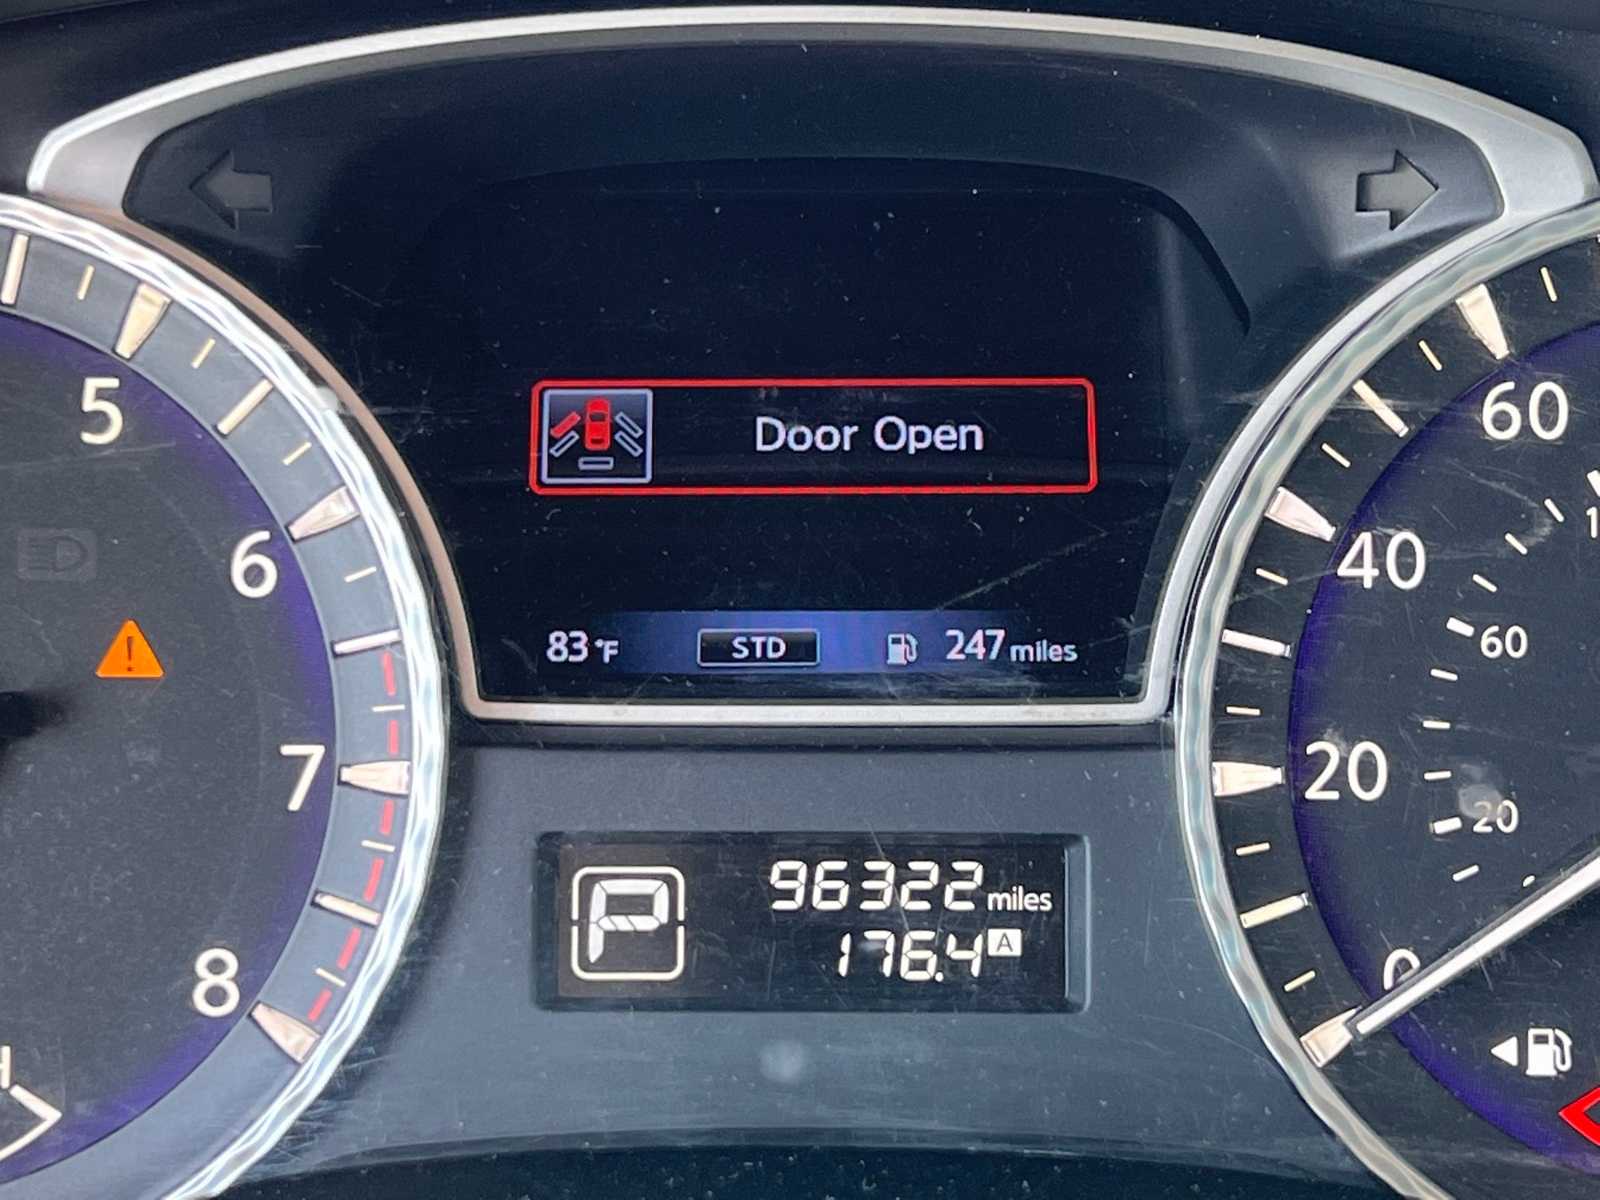 5
6
7
8
H
Door Open
83°F
STD
247 miles
P
96322 miles
176.4 A
60
40
20
0
60
20